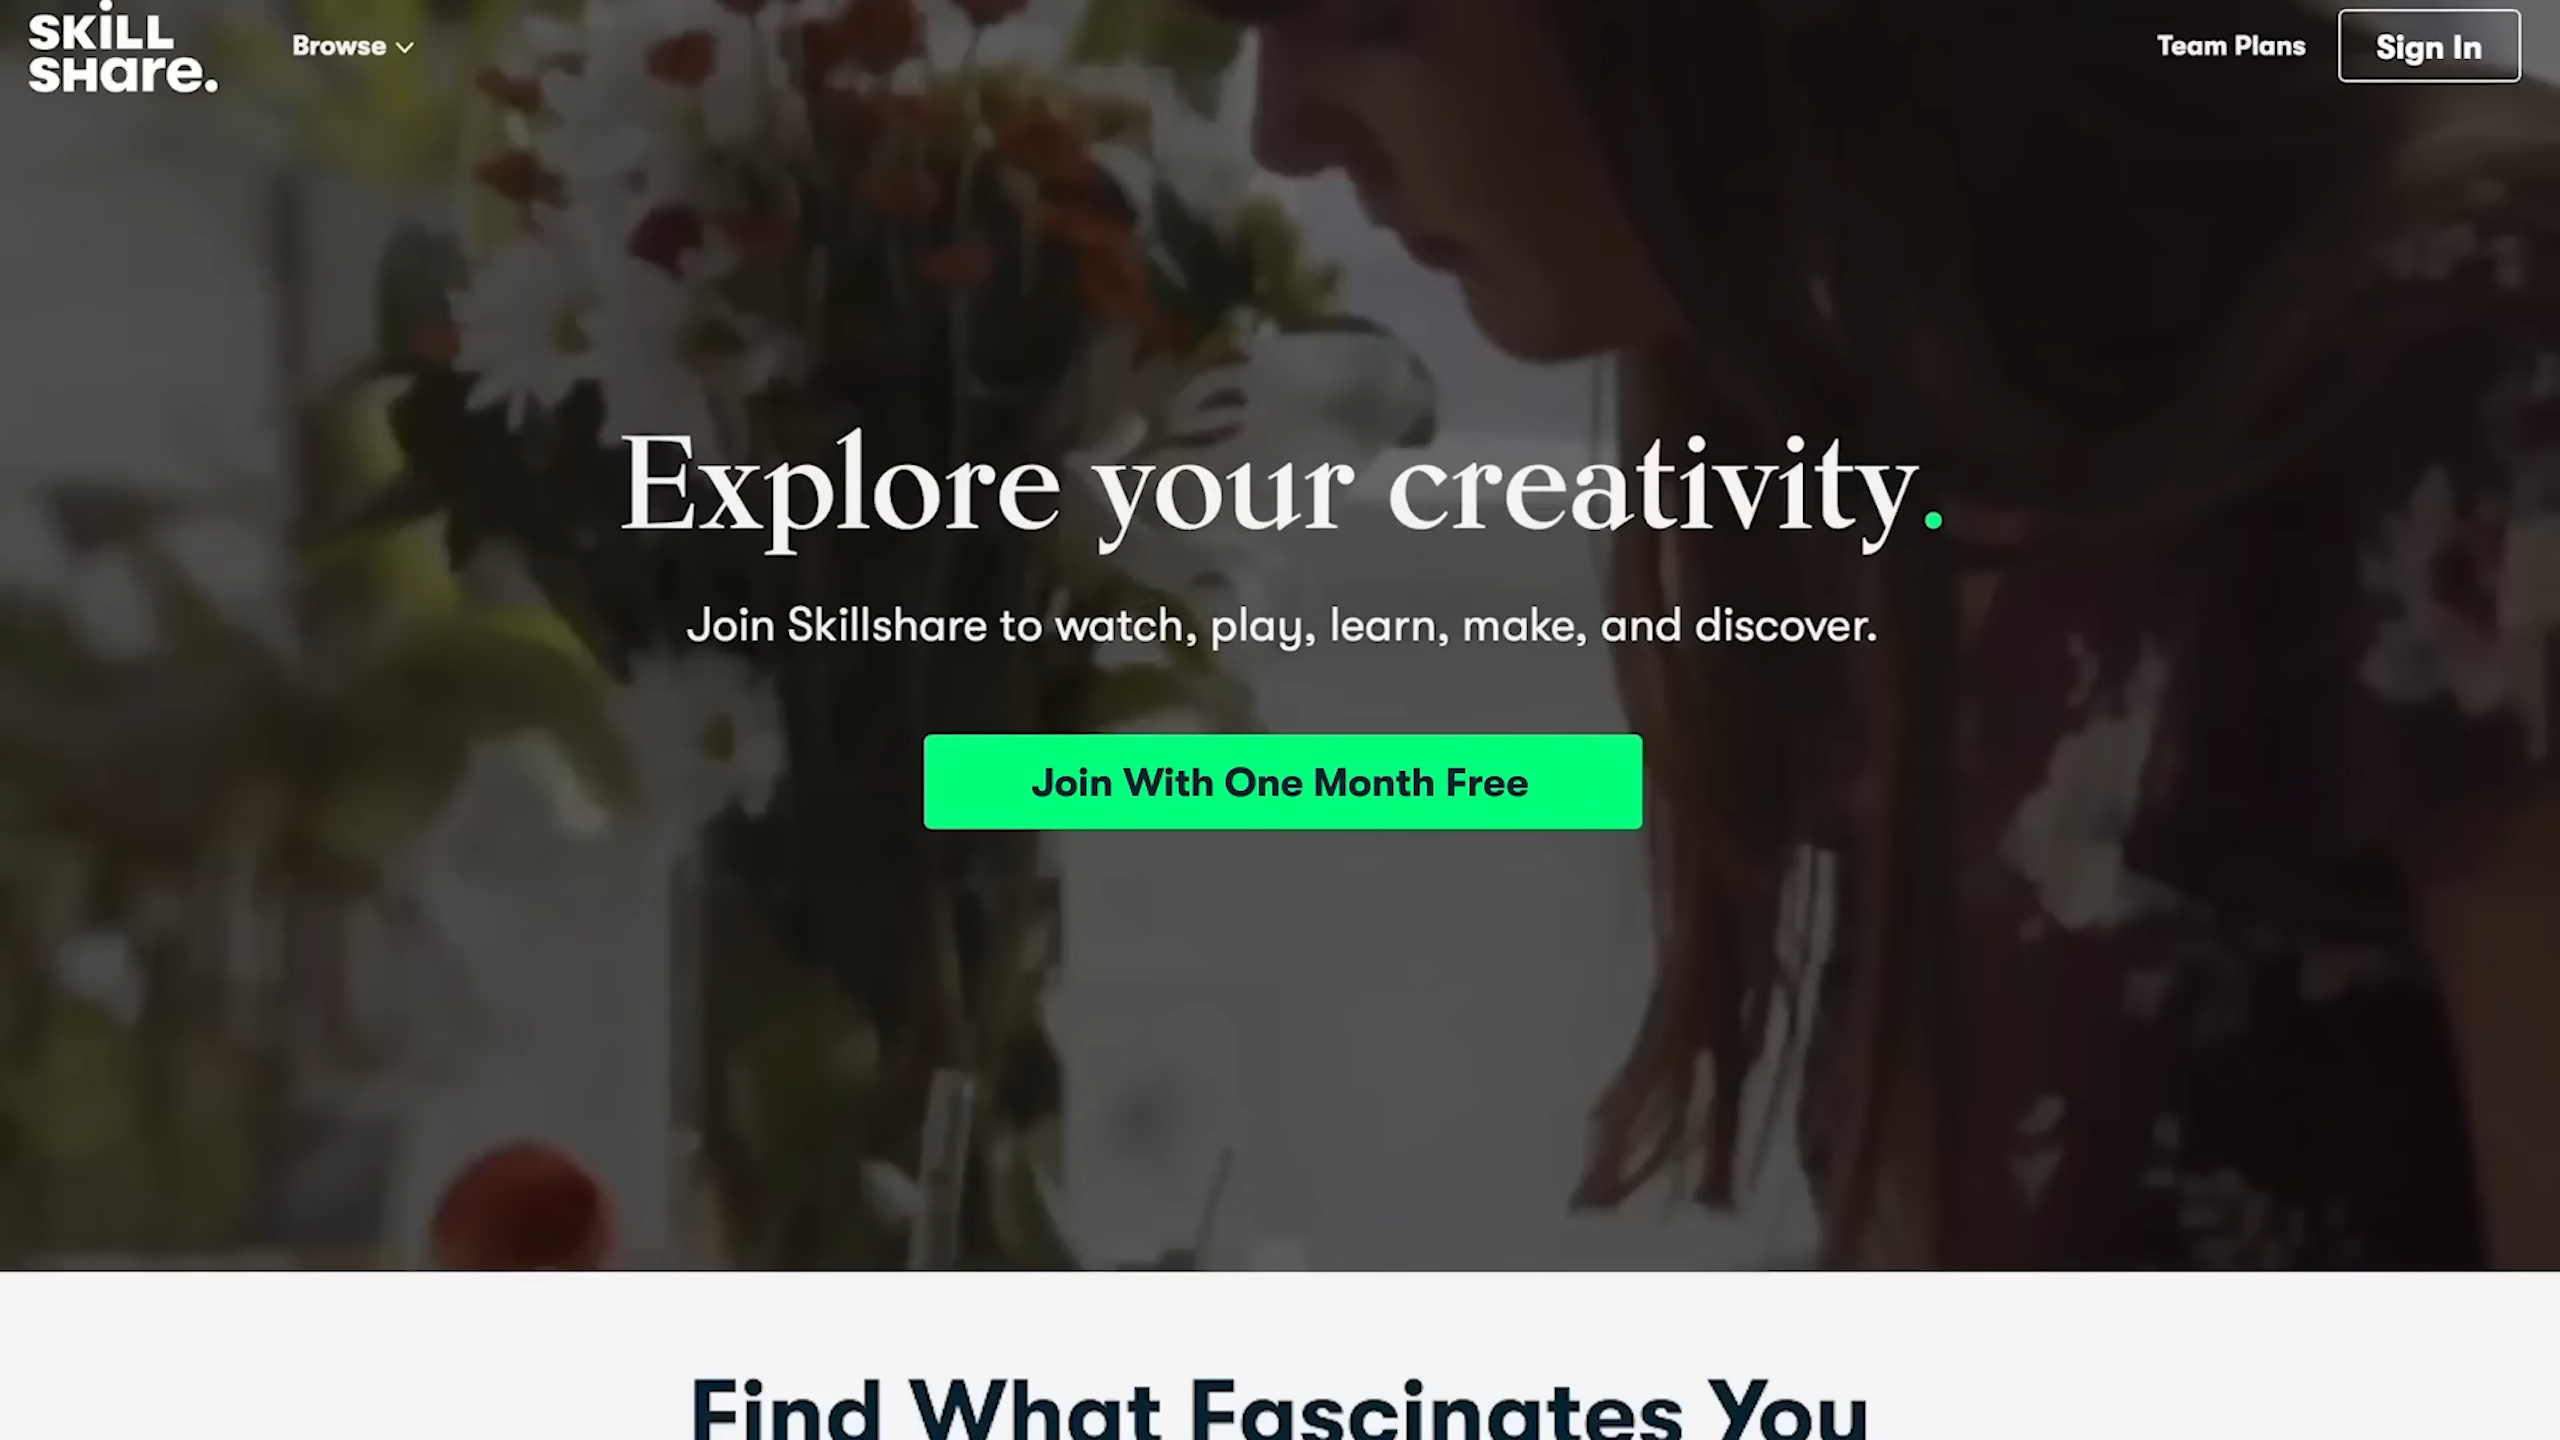 SKILL
SHare.
Browse
Team Plans
Sign In
Explore your creativity.
Join Skillshare to watch, play, learn, make, and discover.
Join With One Month Free
Find What Fascinates You